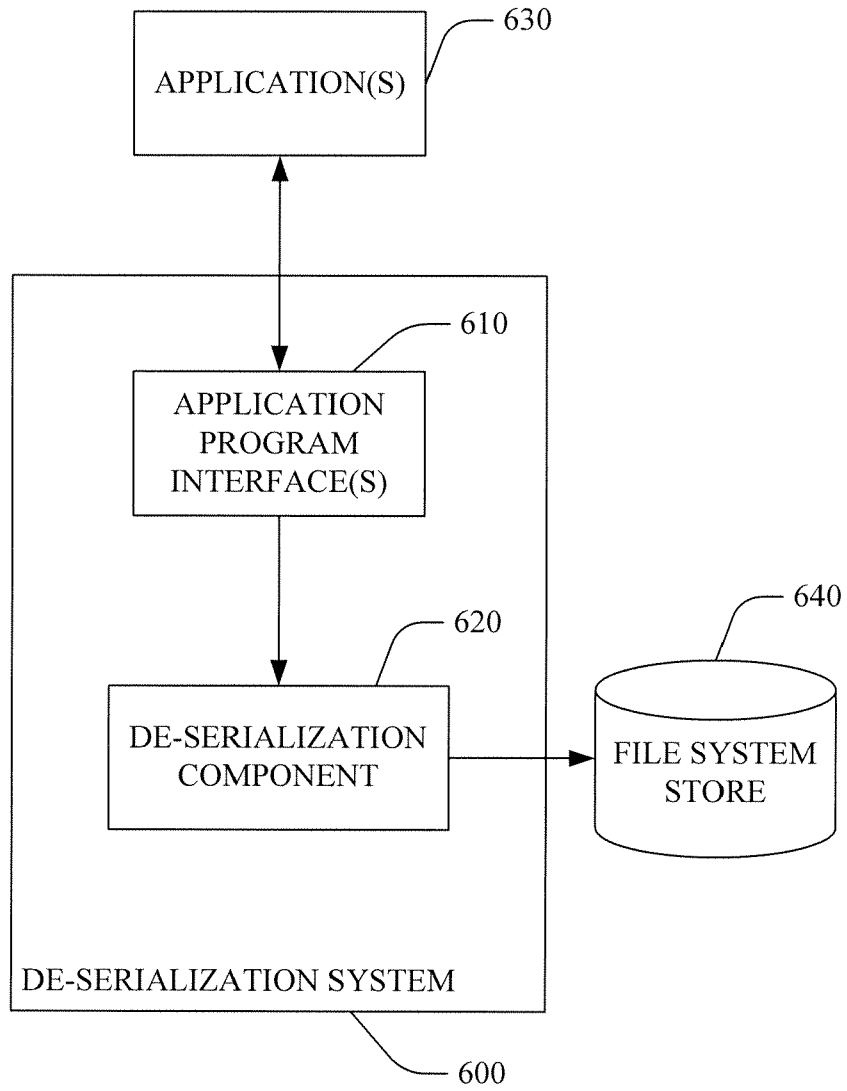 630
APPLICATION(S)
610
APPLICATION
PROGRAM
INTERFACE(S)
620
640
DE-SERIALIZATION
COMPONENT
FILE SYSTEM
STORE
DE-SERIALIZATION SYSTEM
600